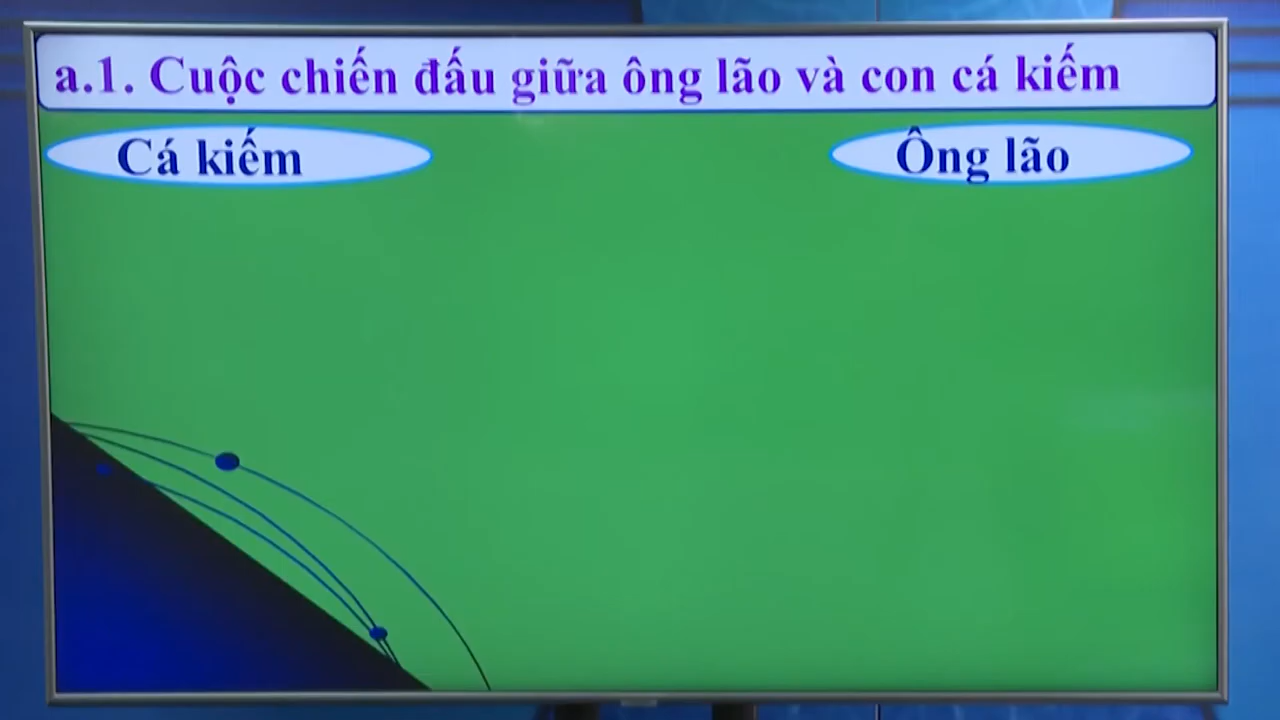 a.1. Cuộc chiến đấu giữa ông lão và con cá kiếm
Cá kiếm
Ông lão